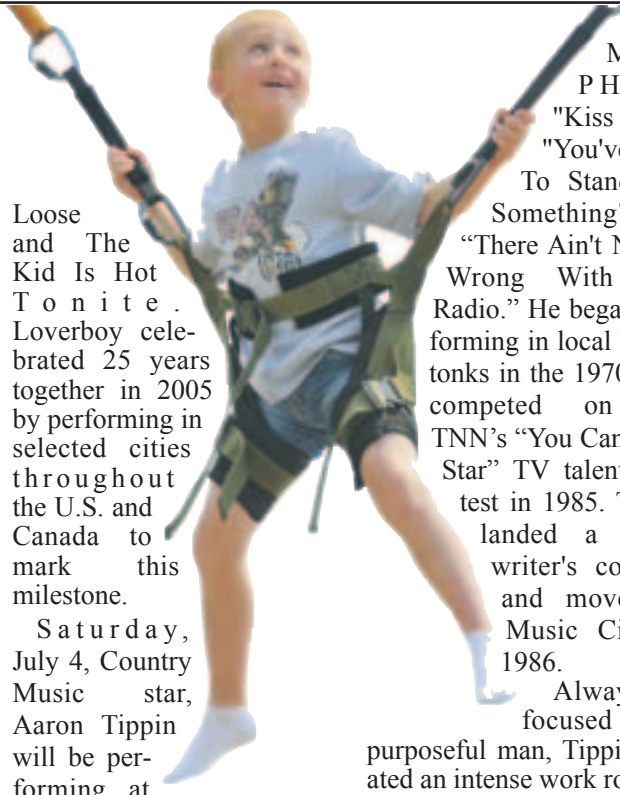 Loose
and The
Kid Is Hot
Tonite.
Loverboy cele-
brated 25 years
together in 2005
by performing in
selected cities
throughout
the U.S. and
Canada to
mark this
milestone.
Saturday,
July 4, Country
Music star,
Aaron Tippin
will be per-
forming at
M
P H
"Kiss
"You've
To Stand
Something"
“There Ain't N
Wrong With
Radio.” He bega
forming in local
tonks in the 1970
competed on
TNN’s “You Can
Star” TV talent
test in 1985. T
landed a
writer's co
and move
Music Ci
1986.
Alway
focused
purposeful man, Tippi
ated an intense work ro